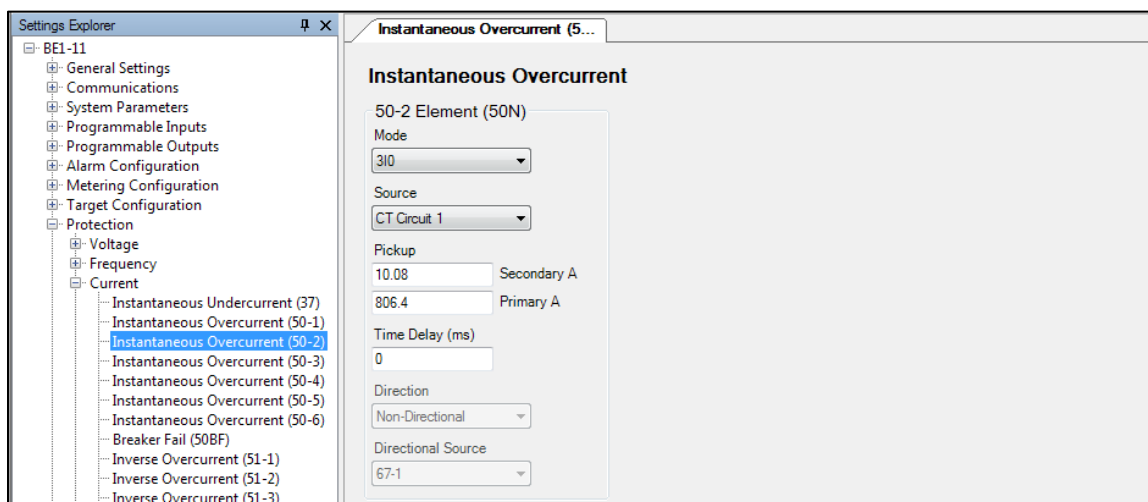 Settings Explorer
BE1-11
General Settings
Communications
System Parameters
Programmable Inputs
Programmable Outputs
Alarm Configuration
Metering Configuration
Target Configuration
Protection
Voltage
Frequency
Current
Instantaneous Undercurrent (37)
Instantaneous Overcurrent (50-1)
Instantaneous Overcurrent (50-2)
Instantaneous Overcurrent (50-3)
Instantaneous Overcurrent (50-4)
Instantaneous Overcurrent (50-5)
Instantaneous Overcurrent (50-6)
Breaker Fail (50BF)
Inverse Overcurrent (51-1)
Inverse Overcurrent (51-2)
Inverse Overcurrent (51-3)
Instantaneous Overcurrent (5...
Instantaneous Overcurrent
50-2 Element (50N)
Mode
3I0
Source
CT Circuit 1
Pickup
10.08 Secondary A
806.4 Primary A
Time Delay (ms)
0
Direction
Non-Directional
Directional Source
67-1